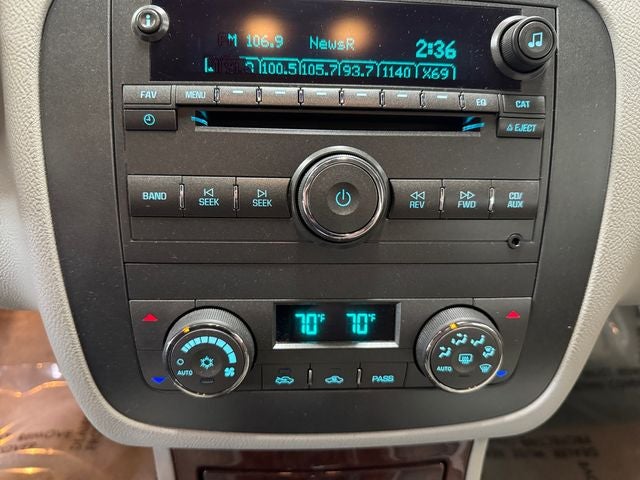 FM 106.9 NewsR 2:36
100.5 105.7 93.7 1140 X69
FAV MENU EQ CAT
EJECT
BAND SEEK SEEK REV FWD CD/AUX
70°F 70°F
AUTO PASS AUTO